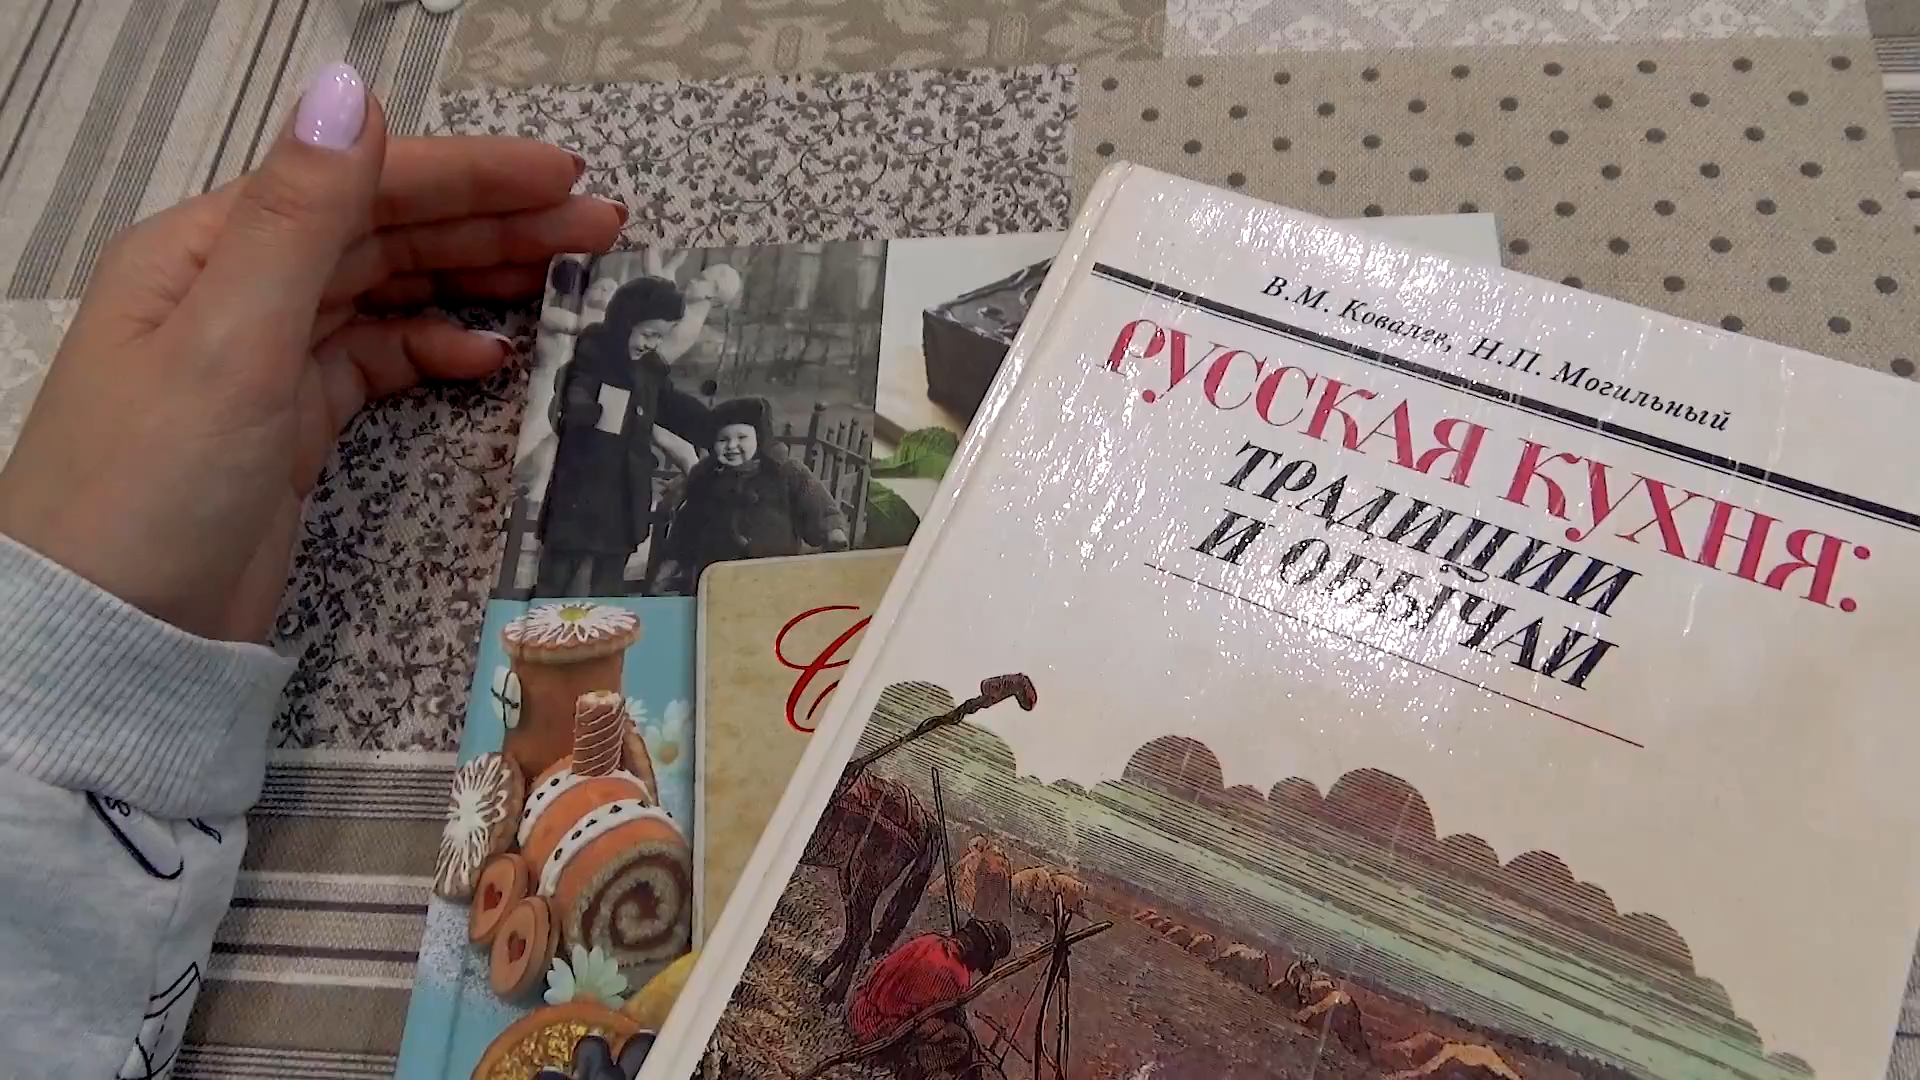 В.М. Ковалев, Н.П. Могильный
РУССКАЯ КУХНЯ:
ТРАДИЦИИ
И ОБЫЧАИ
С